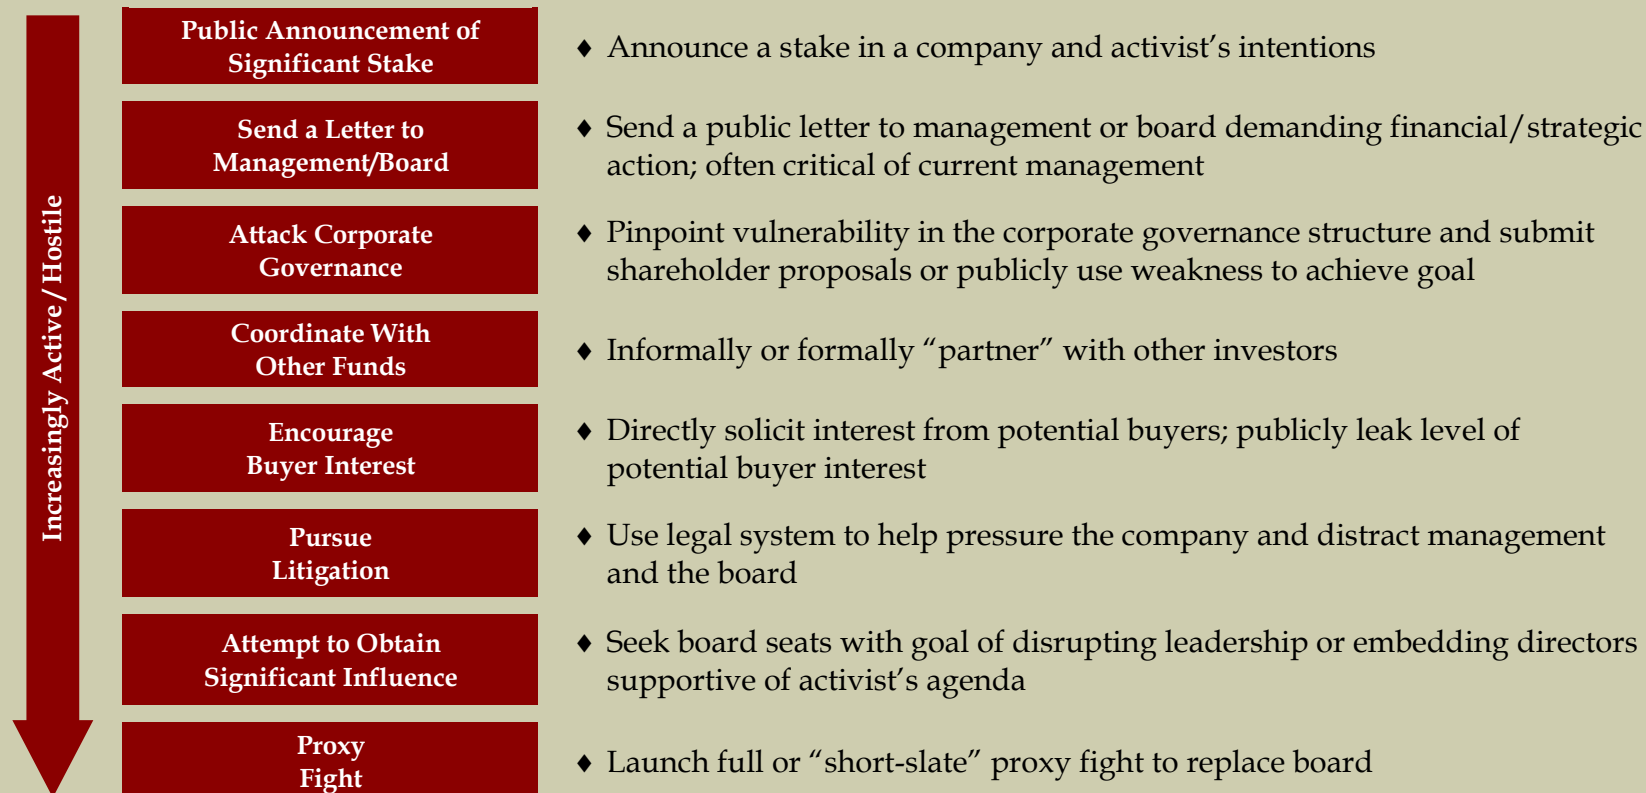 Increasingly Active / Hostile
Public Announcement of
Significant Stake
♦ Announce a stake in a company and activist’s intentions
Send a Letter to
Management/Board
♦ Send a public letter to management or board demanding financial/strategic
action; often critical of current management
Attack Corporate
Governance
♦ Pinpoint vulnerability in the corporate governance structure and submit
shareholder proposals or publicly use weakness to achieve goal
Coordinate With
Other Funds
♦ Informally or formally “partner” with other investors
Encourage
Buyer Interest
♦ Directly solicit interest from potential buyers; publicly leak level of
potential buyer interest
Pursue
Litigation
♦ Use legal system to help pressure the company and distract management
and the board
Attempt to Obtain
Significant Influence
♦ Seek board seats with goal of disrupting leadership or embedding directors
supportive of activist’s agenda
Proxy
Fight
♦ Launch full or “short-slate” proxy fight to replace board